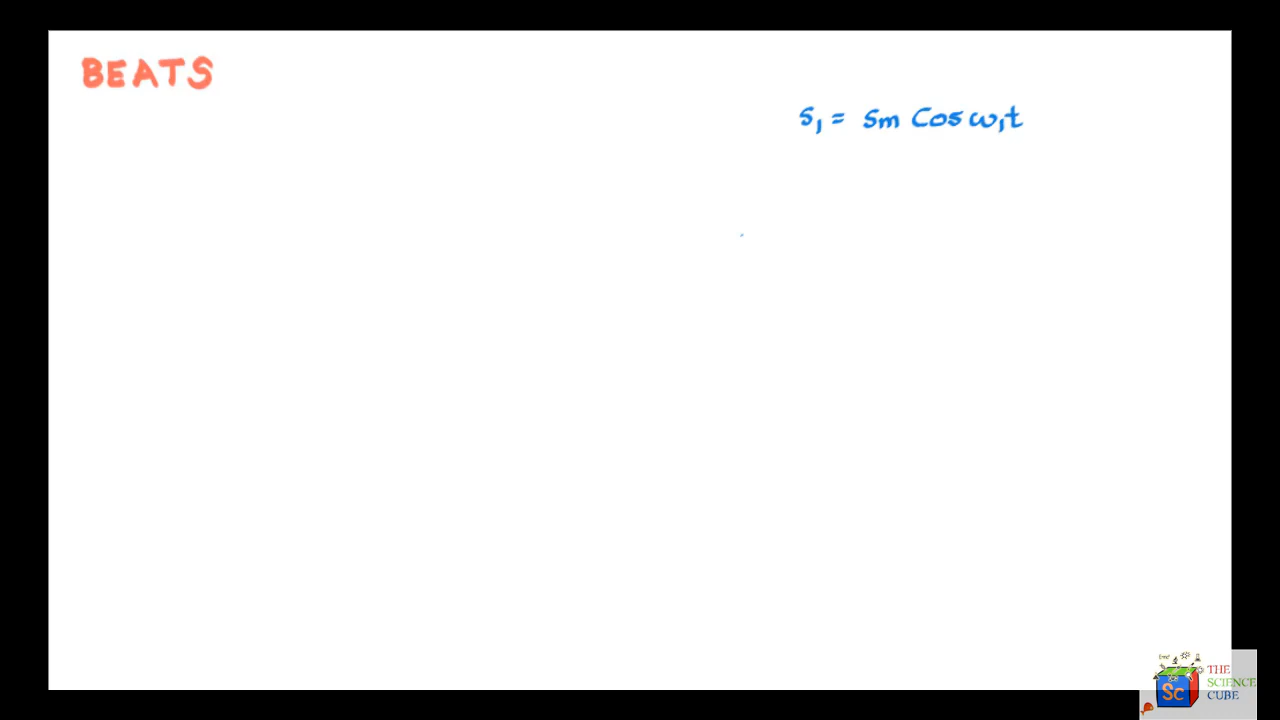 BEATS
s₁ = sm Cos ω₁t
Sc
THE
SCIENCE
CUBE